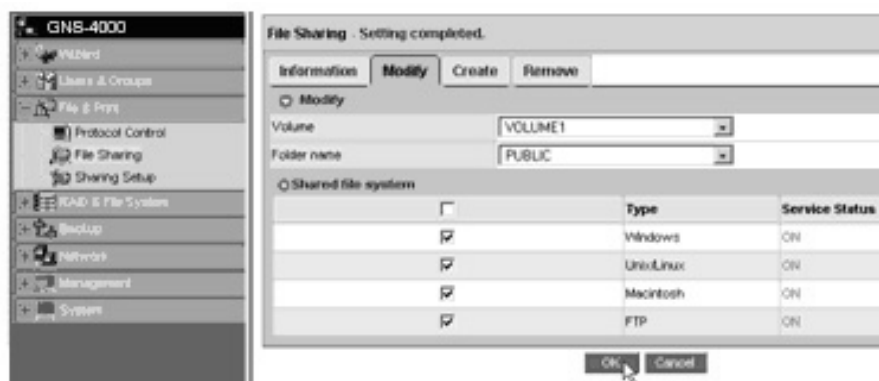 GNS-4000
Wizard
Users & Groups
File & Print
Protocol Control
File Sharing
Sharing Setup
RAID & File System
Backup
Network
Management
System
File Sharing - Setting completed.
Information Modify Create Remove
Modify
Volume VOLUME1
Folder name PUBLIC
Shared file system
Type Service Status
Windows ON
Unix/Linux ON
Macintosh ON
FTP ON
OK Cancel